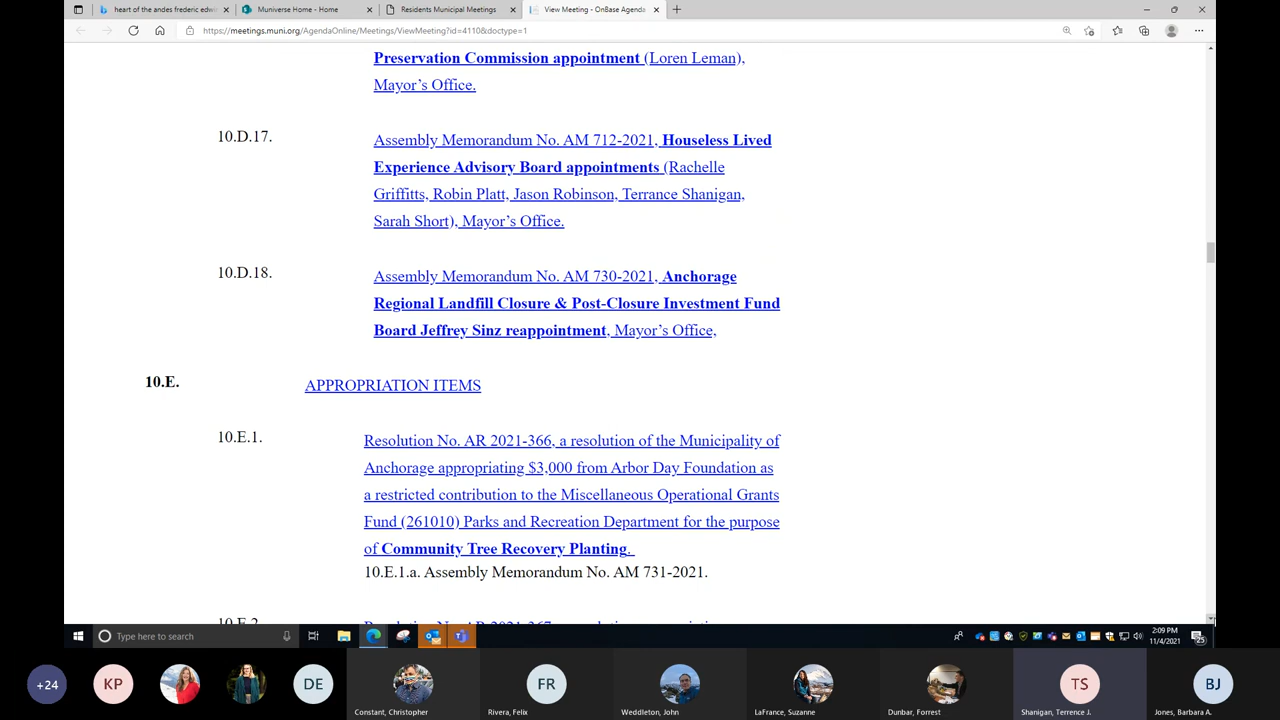 heart of the andes frederic edwi
Muniverse Home - Home
Residents Municipal Meetings
View Meeting - OnBase Agenda
https://meetings.muni.org/AgendaOnline/Meetings/ViewMeeting?id=4110&doctype=1
Preservation Commission appointment (Loren Leman),
Mayor's Office.
10.D.17.
Assembly Memorandum No. AM 712-2021, Houseless Lived
Experience Advisory Board appointments (Rachelle
Griffitts, Robin Platt, Jason Robinson, Terrance Shanigan,
Sarah Short), Mayor's Office.
10.D.18.
Assembly Memorandum No. AM 730-2021, Anchorage
Regional Landfill Closure & Post-Closure Investment Fund
Board Jeffrey Sinz reappointment, Mayor's Office,
10.E.
APPROPRIATION ITEMS
10.E.1.
Resolution No. AR 2021-366, a resolution of the Municipality of
Anchorage appropriating $3,000 from Arbor Day Foundation as
a restricted contribution to the Miscellaneous Operational Grants
Fund (261010) Parks and Recreation Department for the purpose
of Community Tree Recovery Planting.
10.E.1.a. Assembly Memorandum No. AM 731-2021.
10.E.2.
Type here to search
2:09 PM
11/4/2021
25
+24
KP
DE
FR
TS
BJ
Constant, Christopher
Rivera, Felix
Weddleton, John
LaFrance, Suzanne
Dunbar, Forrest
Shanigan, Terrence J.
Jones, Barbara A.